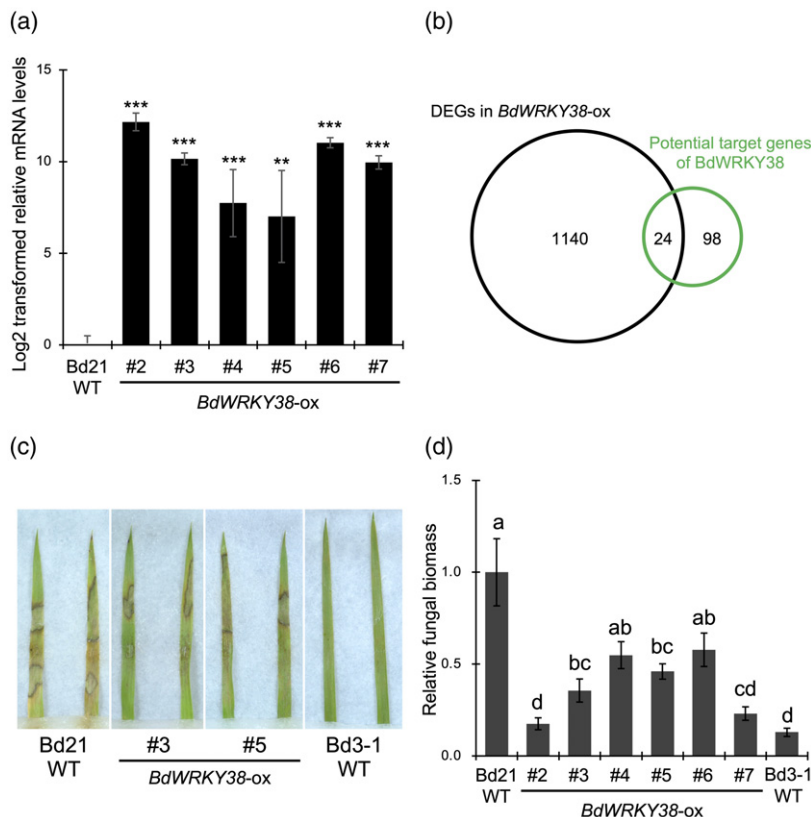 (a)
Log2 transformed relative mRNA levels
15
10
5
0
***
***
***
**
***
***
Bd21
WT
#2
#3
#4
#5
#6
#7
BdWRKY38-ox
(b)
DEGs in BdWRKY38-ox
Potential target genes
of BdWRKY38
1140
24
98
(c)
Bd21
WT
#3
#5
Bd3-1
WT
BdWRKY38-ox
(d)
Relative fungal biomass
1.5
1.0
0.5
0.0
a
d
bc
ab
bc
ab
cd
d
Bd21
WT
#2
#3
#4
#5
#6
#7
Bd3-1
WT
BdWRKY38-ox